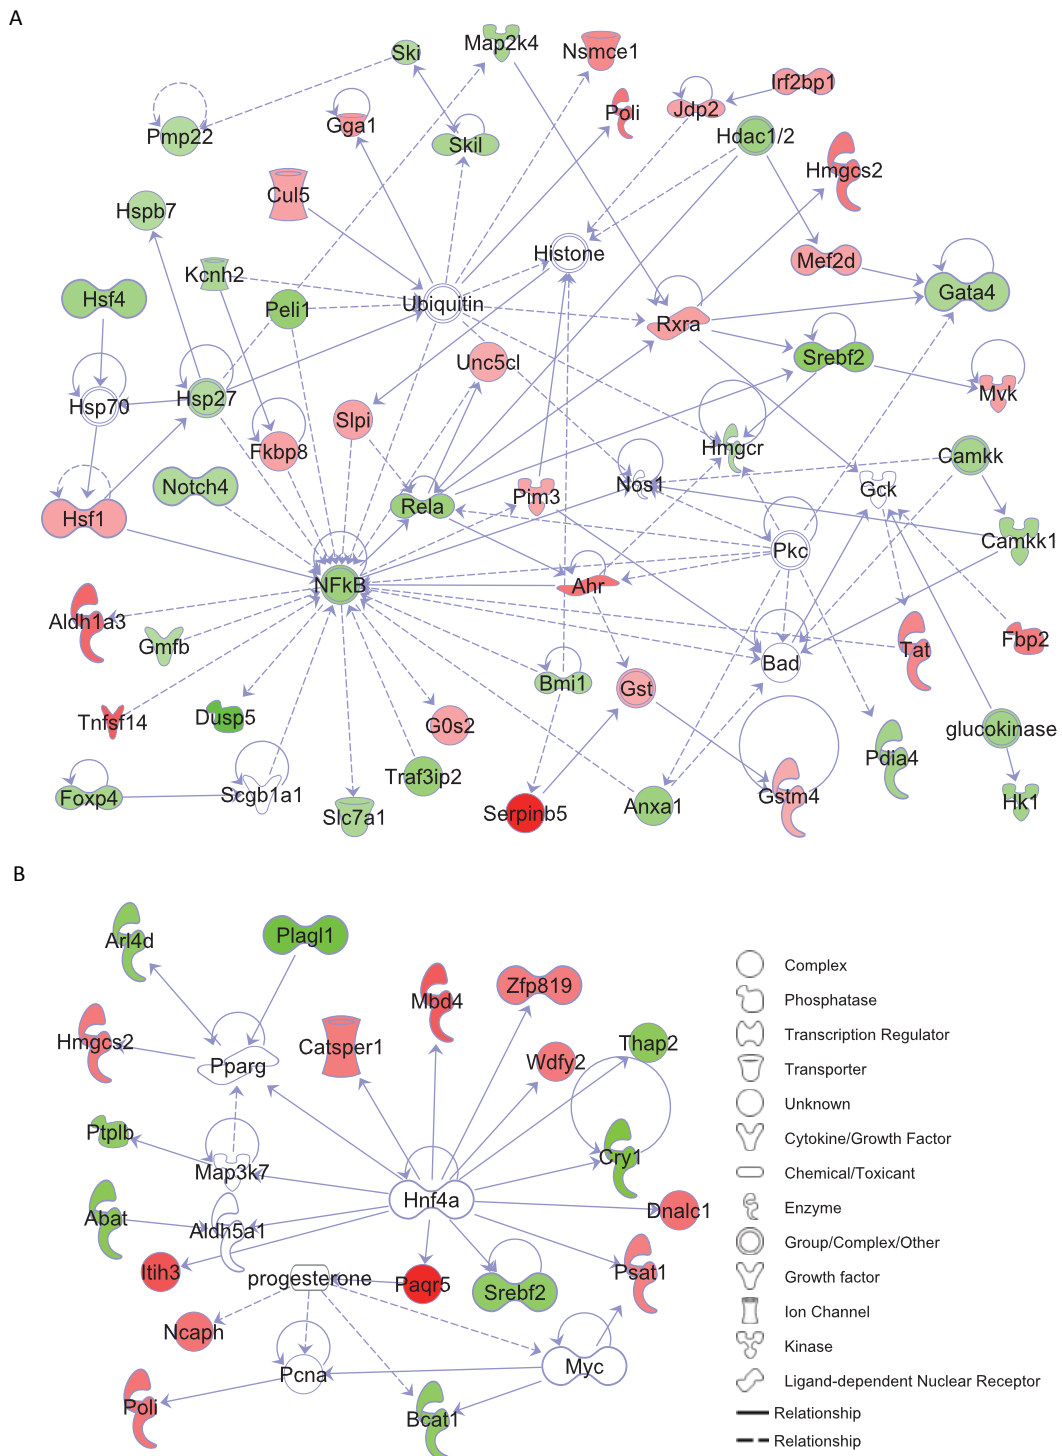 A
Ski
Map2k4
Nsmce1
Irf2bp1
Pmp22
Gga1
Skil
Poli
Jdp2
Hdac1/2
Hmgcs2
Cul5
Hspb7
Histone
Mef2d
Kcnh2
Hsf4
Peli1
Ubiquitin
Gata4
Rxra
Unc5cl
Srebf2
Hsp70
Hsp27
Mvk
Slpi
Fkbp8
Hmgcr
Camkk
Notch4
Rela
Pim3
Nos1
Gck
Hsf1
Camkk1
Pkc
NFkB
Ahr
Aldh1a3
Gmfb
Bad
Tat
Fbp2
Bmi1
Gst
Tnfsf14
Dusp5
G0s2
glucokinase
Pdia4
Traf3ip2
Foxp4
Scgb1a1
Slc7a1
Serpinb5
Anxa1
Gstm4
Hk1
B
Arl4d
Plagl1
Mbd4
Zfp819
Hmgcs2
Catsper1
Thap2
Pparg
Wdfy2
Ptplb
Map3k7
Cry1
Hnf4a
Abat
Aldh5a1
Dnalc1
Itih3
progesterone
Paqr5
Srebf2
Psat1
Ncaph
Pcna
Myc
Poli
Bcat1
Complex
Phosphatase
Transcription Regulator
Transporter
Unknown
Cytokine/Growth Factor
Chemical/Toxicant
Enzyme
Group/Complex/Other
Growth factor
Ion Channel
Kinase
Ligand-dependent Nuclear Receptor
Relationship
Relationship